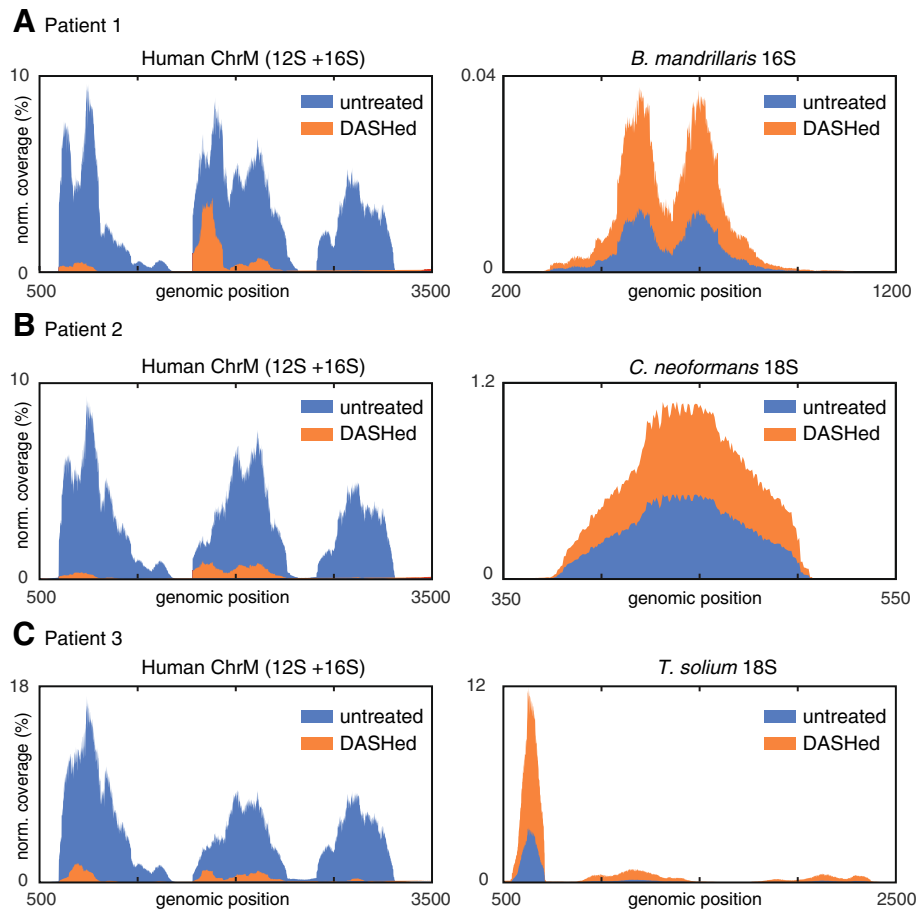 A Patient 1
Human ChrM (12S +16S)
10
norm. coverage (%)
0
untreated
DASHed
500
genomic position
3500
B. mandrillaris 16S
0.04
0
untreated
DASHed
200
genomic position
1200
B Patient 2
Human ChrM (12S +16S)
10
norm. coverage (%)
0
untreated
DASHed
500
genomic position
3500
C. neoformans 18S
1.2
0
untreated
DASHed
350
genomic position
550
C Patient 3
Human ChrM (12S +16S)
18
norm. coverage (%)
0
untreated
DASHed
500
genomic position
3500
T. solium 18S
12
0
untreated
DASHed
500
genomic position
2500